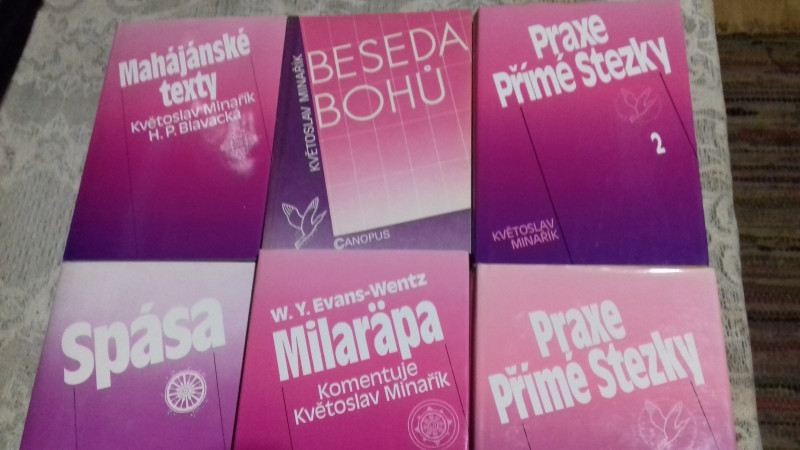 Mahájánské
texty
Květoslav Minařík
H. P. Blavacká
KVĚTOSLAV MINAŘÍK
BESEDA
BOHŮ
CANOPUS
Praxe
Přímé Stezky
2
KVĚTOSLAV
MINAŘÍK
Spása
W. Y. Evans-Wentz
Milaräpa
Komentuje
Květoslav Minařík
Praxe
Přímé Stezky